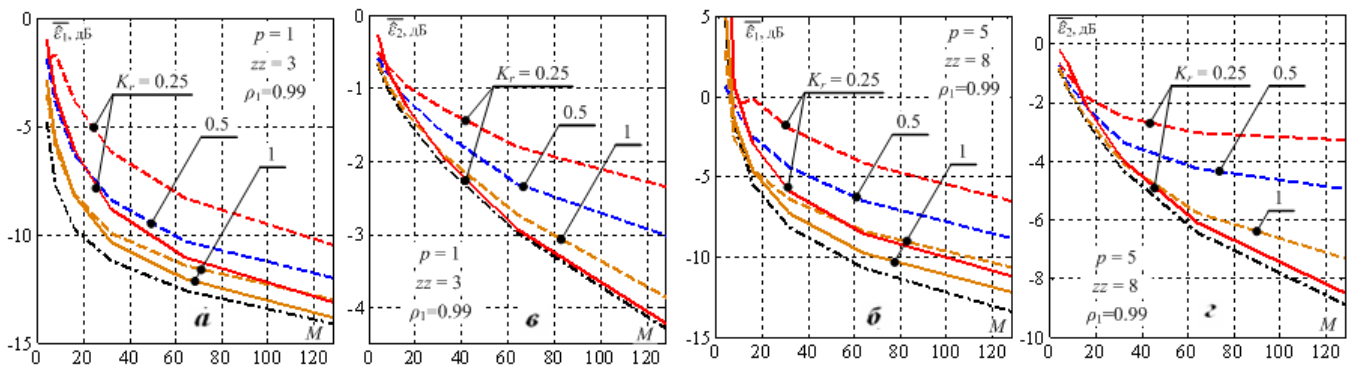 0
-5
-10
-15
ε̂₁, дБ
p = 1
zz = 3
ρ₁=0.99
Kᵣ = 0.25
0.5
1
а
M
0 20 40 60 80 100 120
0
-1
-2
-3
-4
ε̂₂, дБ
Kᵣ = 0.25
0.5
1
p = 1
zz = 3
ρ₁=0.99
в
M
0 20 40 60 80 100 120
5
0
-5
-10
-15
ε̂₁, дБ
p = 5
zz = 8
ρ₁=0.99
Kᵣ = 0.25
0.5
1
б
M
0 20 40 60 80 100 120
0
-2
-4
-6
-8
-10
ε̂₂, дБ
Kᵣ = 0.25
0.5
1
p = 5
zz = 8
ρ₁=0.99
г
M
0 20 40 60 80 100 120